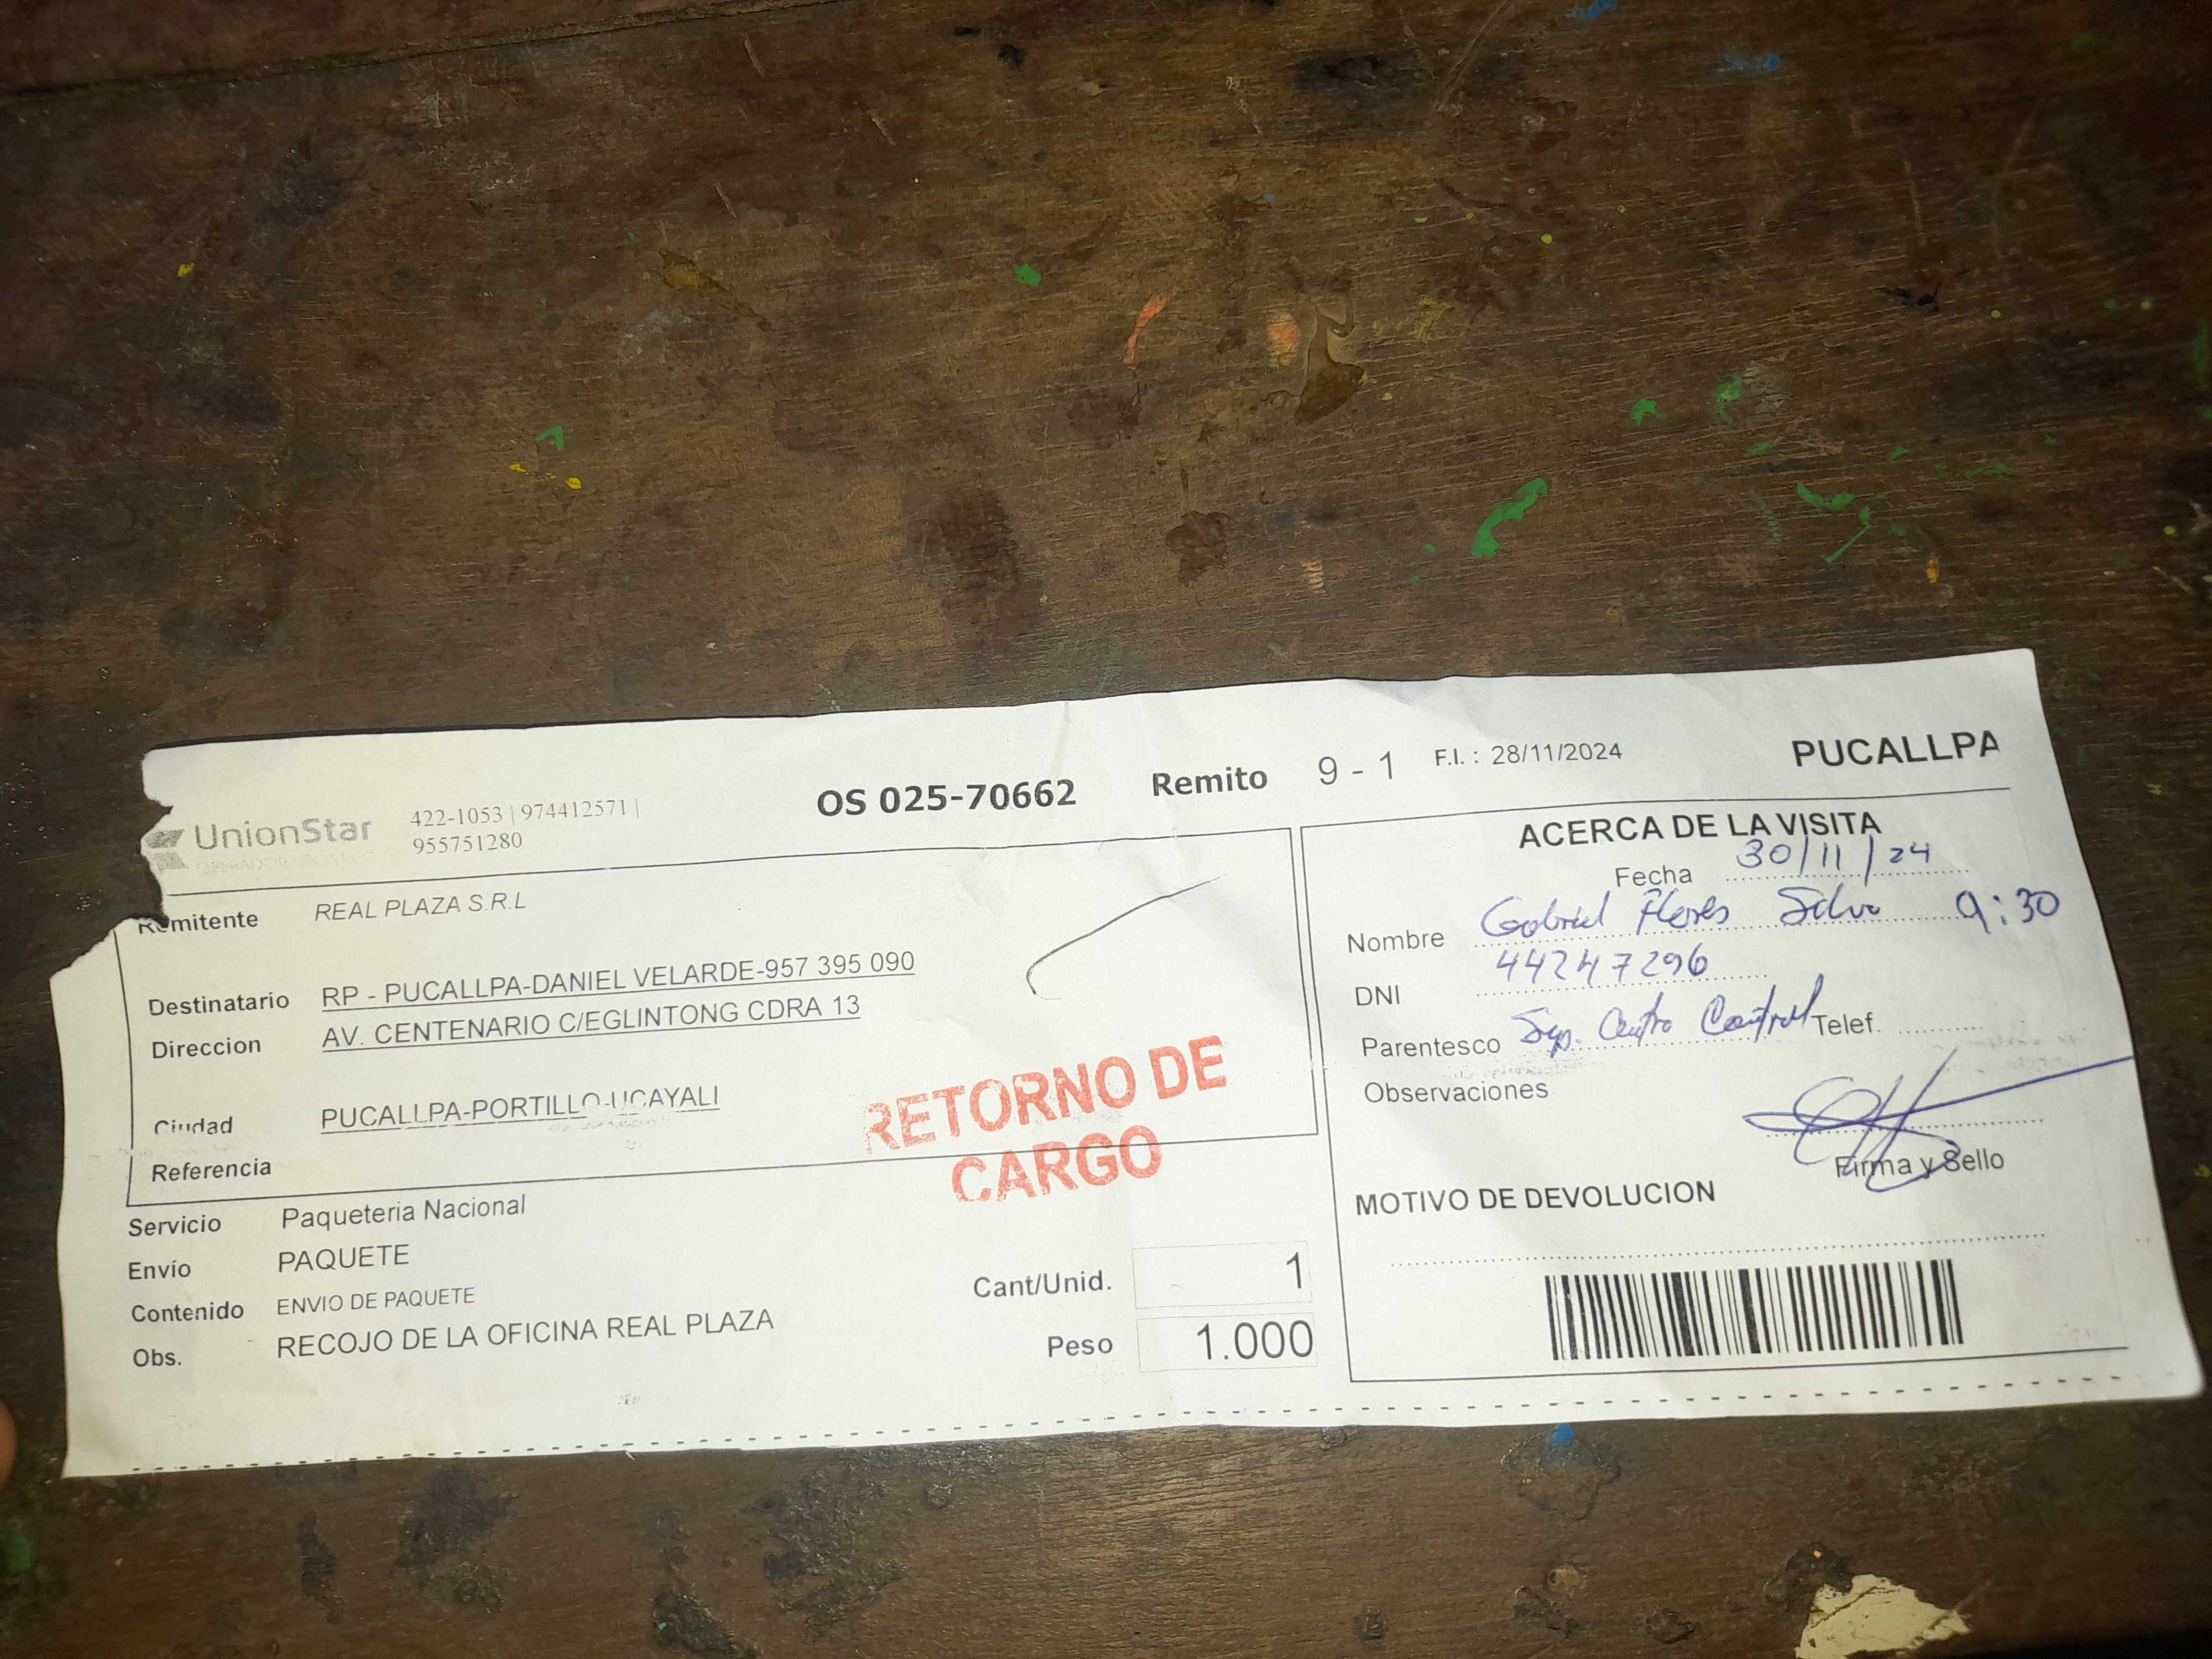 UnionStar
422-1053 | 974412571 |
955751280
OS 025-70662 Remito 9 - 1 F.I. : 28/11/2024 PUCALLPA
Remitente REAL PLAZA S.R.L
Destinatario RP - PUCALLPA-DANIEL VELARDE-957 395 090
Direccion AV. CENTENARIO C/EGLINTONG CDRA 13
Ciudad PUCALLPA-PORTILLO-UCAYALI
Referencia
RETORNO DE
CARGO
Servicio Paqueteria Nacional
Envío PAQUETE
Contenido ENVIO DE PAQUETE
Obs. RECOJO DE LA OFICINA REAL PLAZA
Cant/Unid. 1
Peso 1.000
ACERCA DE LA VISITA
Fecha 30/11/24
Nombre Gabriel Flores Silva 9:30
DNI 44247296
Parentesco Sup. Centro Control Telef.
Observaciones
Firma y Sello
MOTIVO DE DEVOLUCION